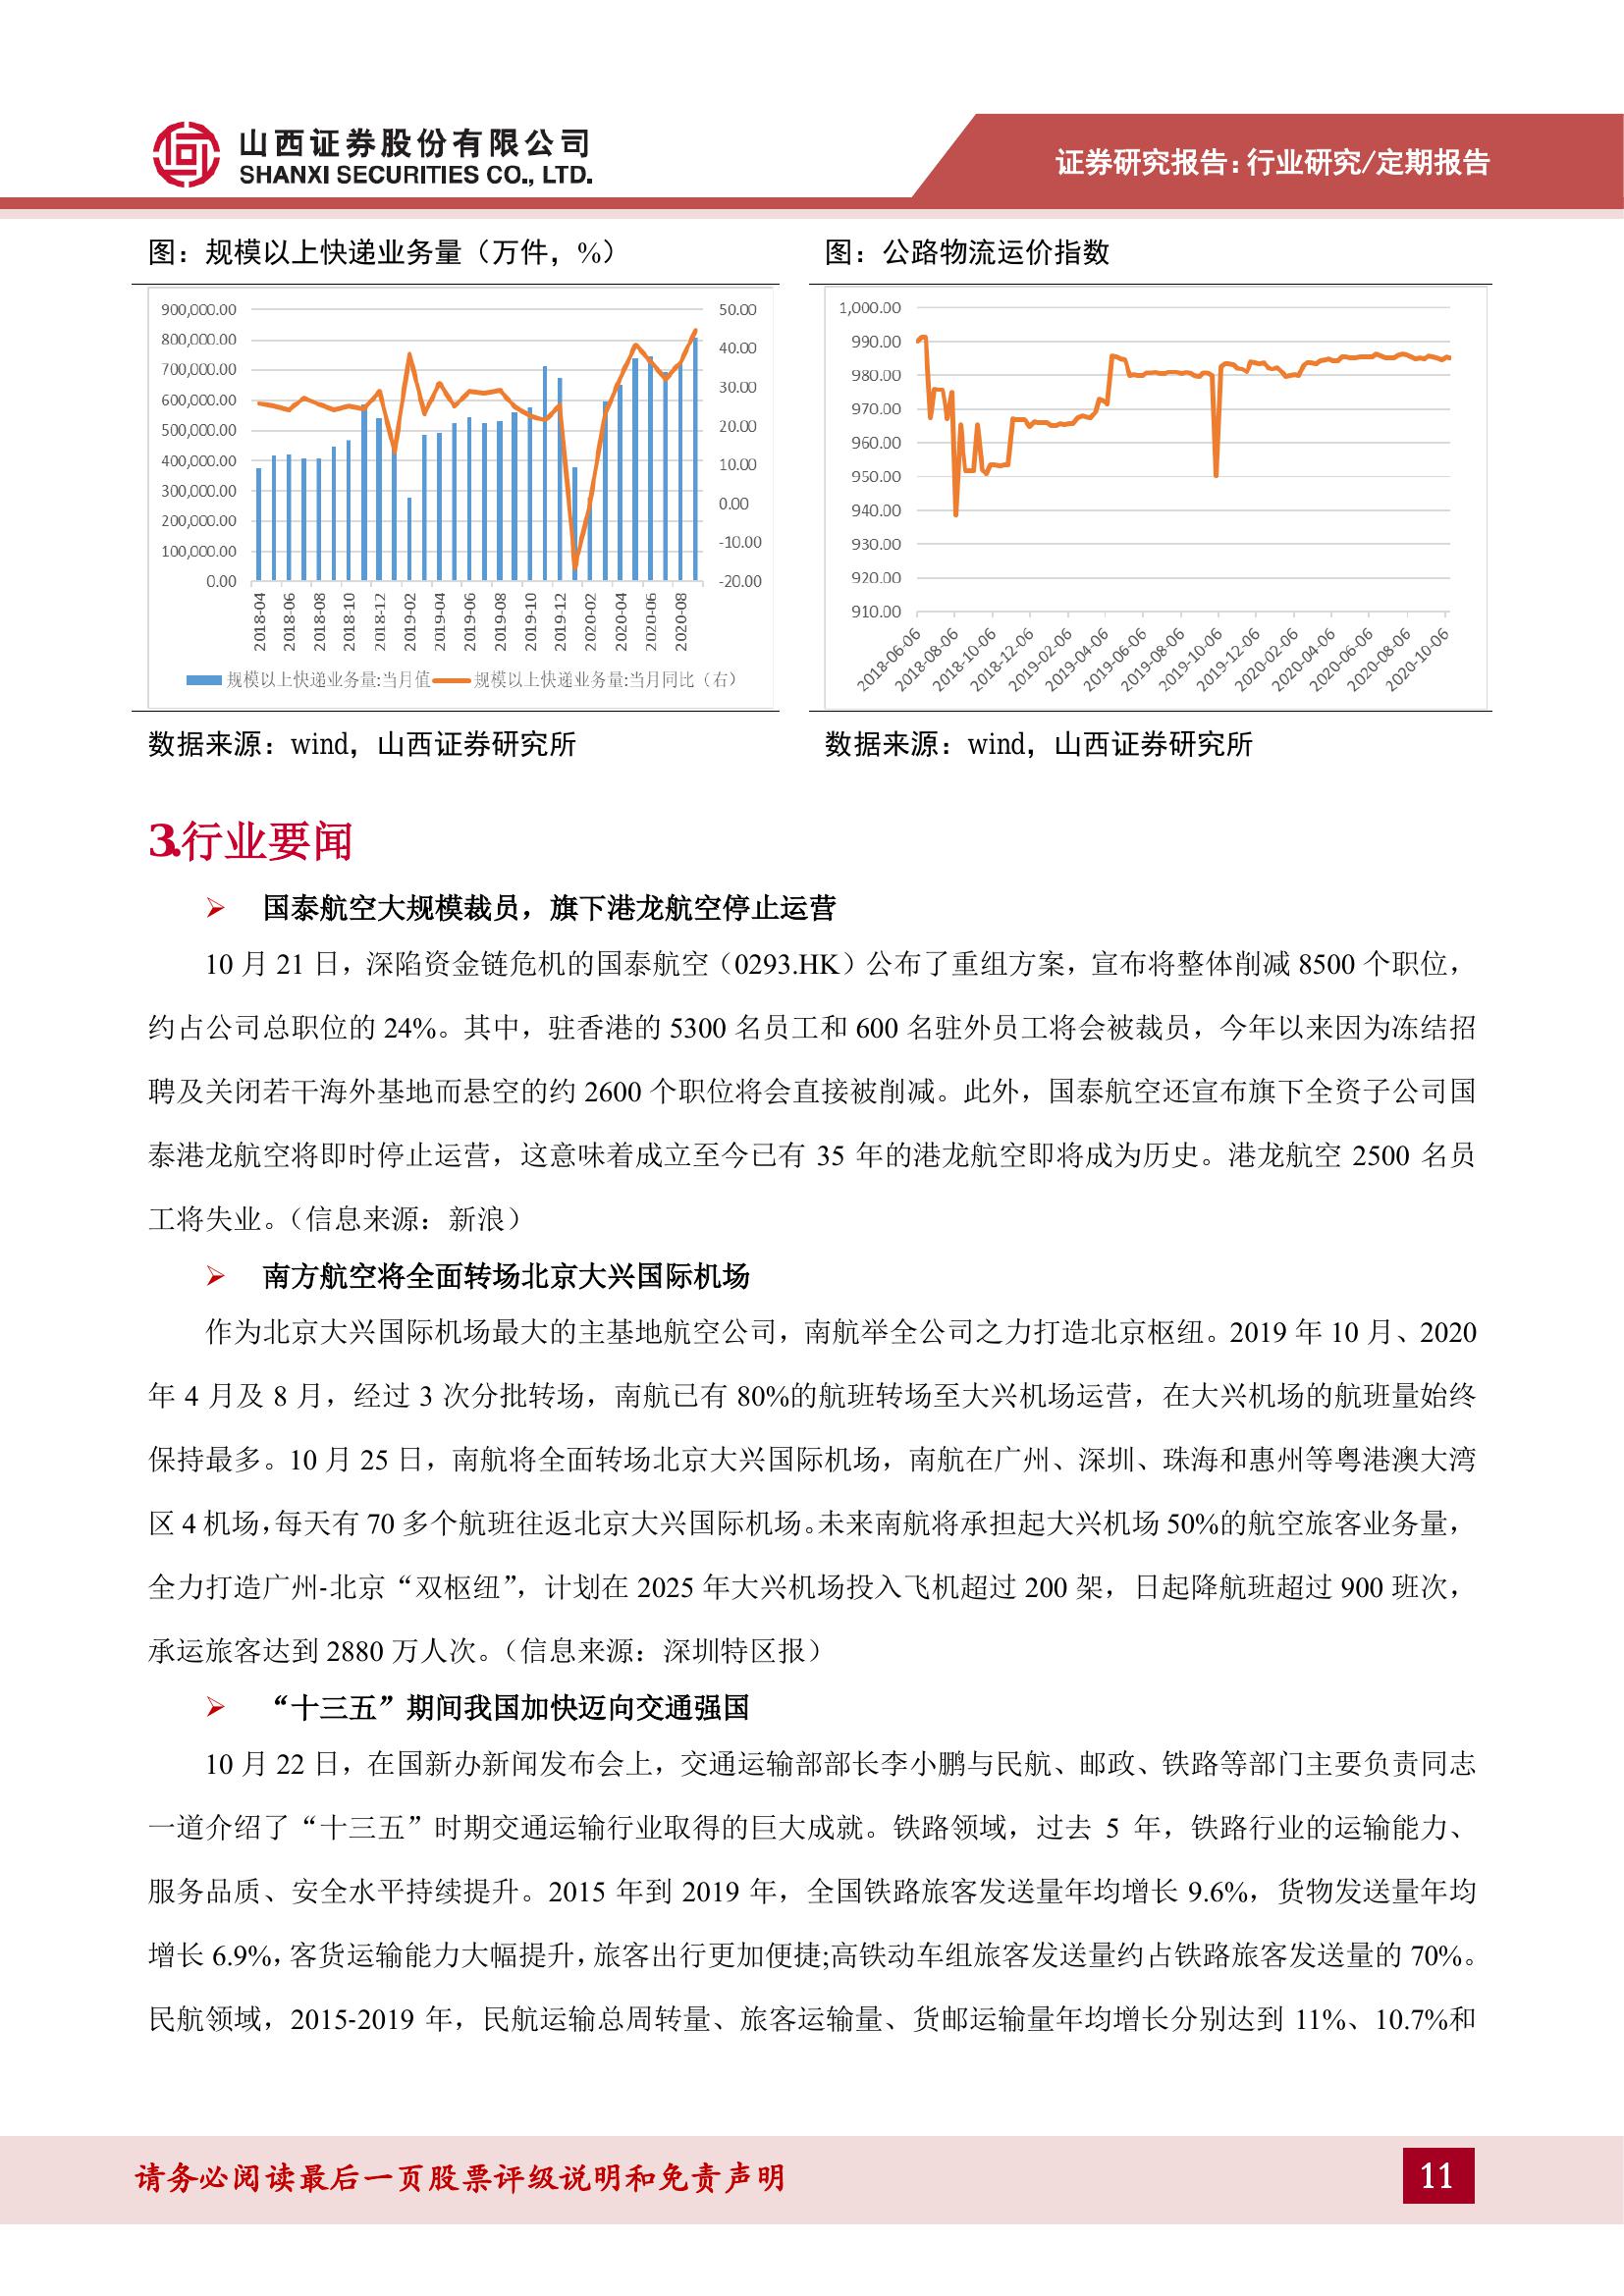 山西证券股份有限公司
SHANXI SECURITIES CO., LTD.
证券研究报告：行业研究/定期报告
图：规模以上快递业务量（万件，%）
900,000.00
800,000.00
700,000.00
600,000.00
500,000.00
400,000.00
300,000.00
200,000.00
100,000.00
0.00
50.00
40.00
30.00
20.00
10.00
0.00
-10.00
-20.00
2018-04
2018-06
2018-08
2018-10
2018-12
2019-02
2019-04
2019-06
2019-08
2019-10
2019-12
2020-02
2020-04
2020-06
2020-08
规模以上快递业务量:当月值
规模以上快递业务量:当月同比（右）
数据来源：wind，山西证券研究所
图：公路物流运价指数
1,000.00
990.00
980.00
970.00
960.00
950.00
940.00
930.00
920.00
910.00
2018-06-06
2018-08-06
2018-10-06
2018-12-06
2019-02-06
2019-04-06
2019-06-06
2019-08-06
2019-10-06
2019-12-06
2020-02-06
2020-04-06
2020-06-06
2020-08-06
2020-10-06
数据来源：wind，山西证券研究所
3.行业要闻
国泰航空大规模裁员，旗下港龙航空停止运营
10 月 21 日，深陷资金链危机的国泰航空（0293.HK）公布了重组方案，宣布将整体削减 8500 个职位，
约占公司总职位的 24%。其中，驻香港的 5300 名员工和 600 名驻外员工将会被裁员，今年以来因为冻结招
聘及关闭若干海外基地而悬空的约 2600 个职位将会直接被削减。此外，国泰航空还宣布旗下全资子公司国
泰港龙航空将即时停止运营，这意味着成立至今已有 35 年的港龙航空即将成为历史。港龙航空 2500 名员
工将失业。（信息来源：新浪）
南方航空将全面转场北京大兴国际机场
作为北京大兴国际机场最大的主基地航空公司，南航举全公司之力打造北京枢纽。2019 年 10 月、2020
年 4 月及 8 月，经过 3 次分批转场，南航已有 80%的航班转场至大兴机场运营，在大兴机场的航班量始终
保持最多。10 月 25 日，南航将全面转场北京大兴国际机场，南航在广州、深圳、珠海和惠州等粤港澳大湾
区 4 机场，每天有 70 多个航班往返北京大兴国际机场。未来南航将承担起大兴机场 50%的航空旅客业务量，
全力打造广州-北京“双枢纽”，计划在 2025 年大兴机场投入飞机超过 200 架，日起降航班超过 900 班次，
承运旅客达到 2880 万人次。（信息来源：深圳特区报）
“十三五”期间我国加快迈向交通强国
10 月 22 日，在国新办新闻发布会上，交通运输部部长李小鹏与民航、邮政、铁路等部门主要负责同志
一道介绍了“十三五”时期交通运输行业取得的巨大成就。铁路领域，过去 5 年，铁路行业的运输能力、
服务品质、安全水平持续提升。2015 年到 2019 年，全国铁路旅客发送量年均增长 9.6%，货物发送量年均
增长 6.9%，客货运输能力大幅提升，旅客出行更加便捷;高铁动车组旅客发送量约占铁路旅客发送量的 70%。
民航领域，2015-2019 年，民航运输总周转量、旅客运输量、货邮运输量年均增长分别达到 11%、10.7%和
请务必阅读最后一页股票评级说明和免责声明
11